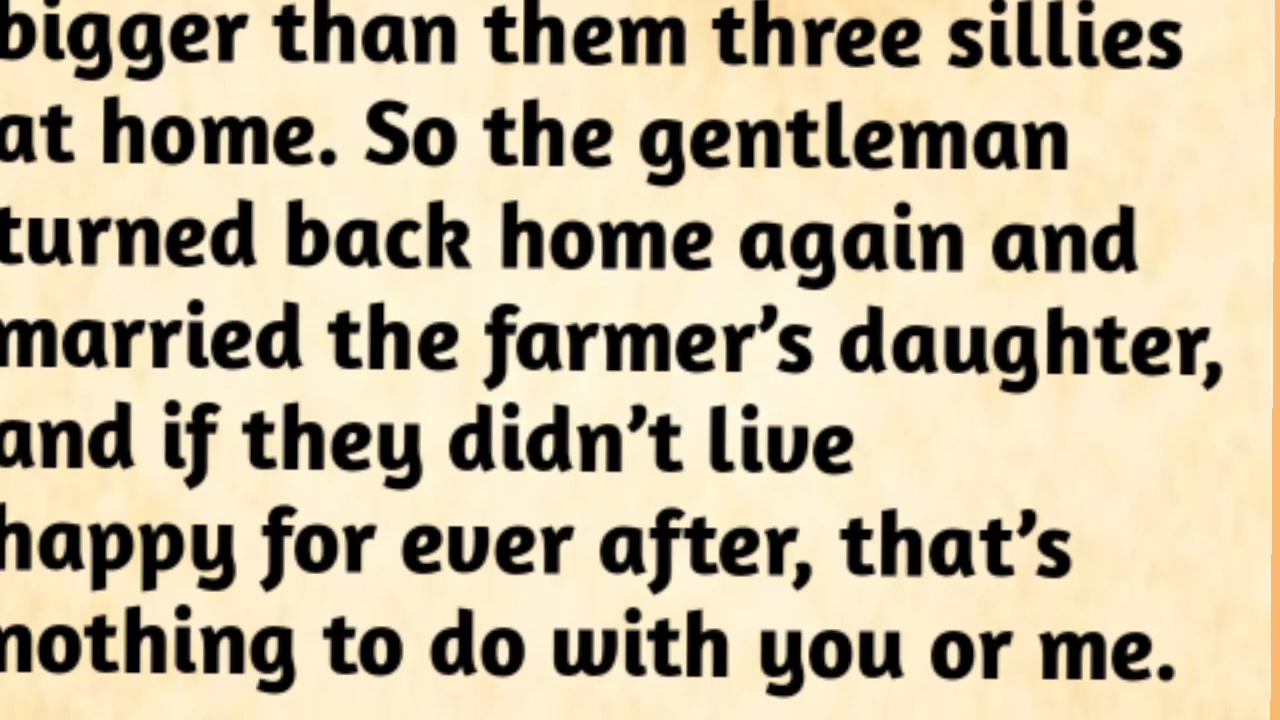 bigger than them three sillies
at home. So the gentleman
turned back home again and
married the farmer’s daughter,
and if they didn’t live
happy for ever after, that’s
nothing to do with you or me.